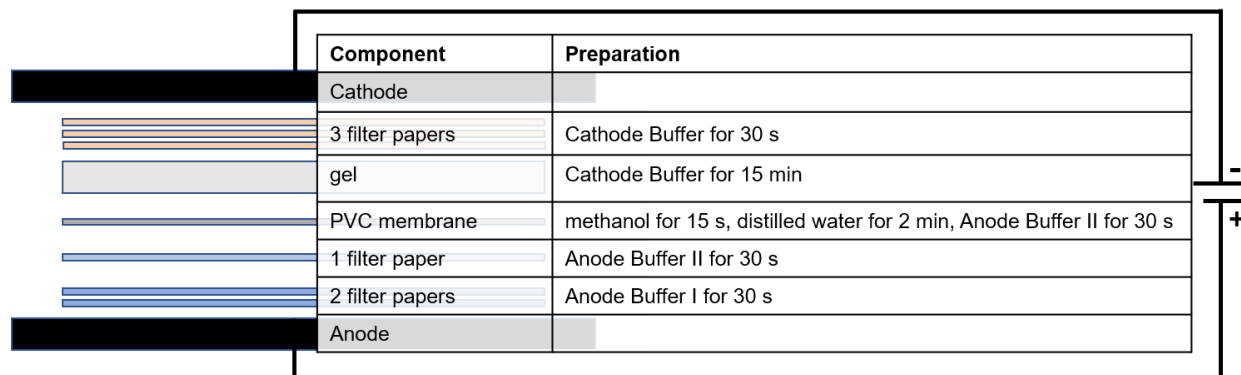 Component Preparation
Cathode
3 filter papers Cathode Buffer for 30 s
gel Cathode Buffer for 15 min
-
PVC membrane methanol for 15 s, distilled water for 2 min, Anode Buffer II for 30 s
+
1 filter paper Anode Buffer II for 30 s
2 filter papers Anode Buffer I for 30 s
Anode